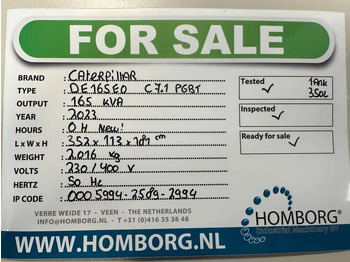 FOR SALE
BRAND : CAterpillAR
TYPE : DE165E0 C7.1 PGBT
OUTPUT : 165 kVA
YEAR : 2023
HOURS : 0 H New!
L x W x H : 352 x 113 x 181 cm
WEIGHT : 2.016 kg
VOLTS : 230/400 V
HERTZ : 50 Hz
IP CODE : 000 5994-2589-2994
Tested ✓
Inspected ✓
Ready for sale ✓
VERRE WEIDE 17 - VEEN - THE NETHERLANDS
INFO@HOMBORG.NL - T +31 (0)416 35 38 48
HOMBORG®
Industrial Machinery BV
WWW.HOMBORG.NL